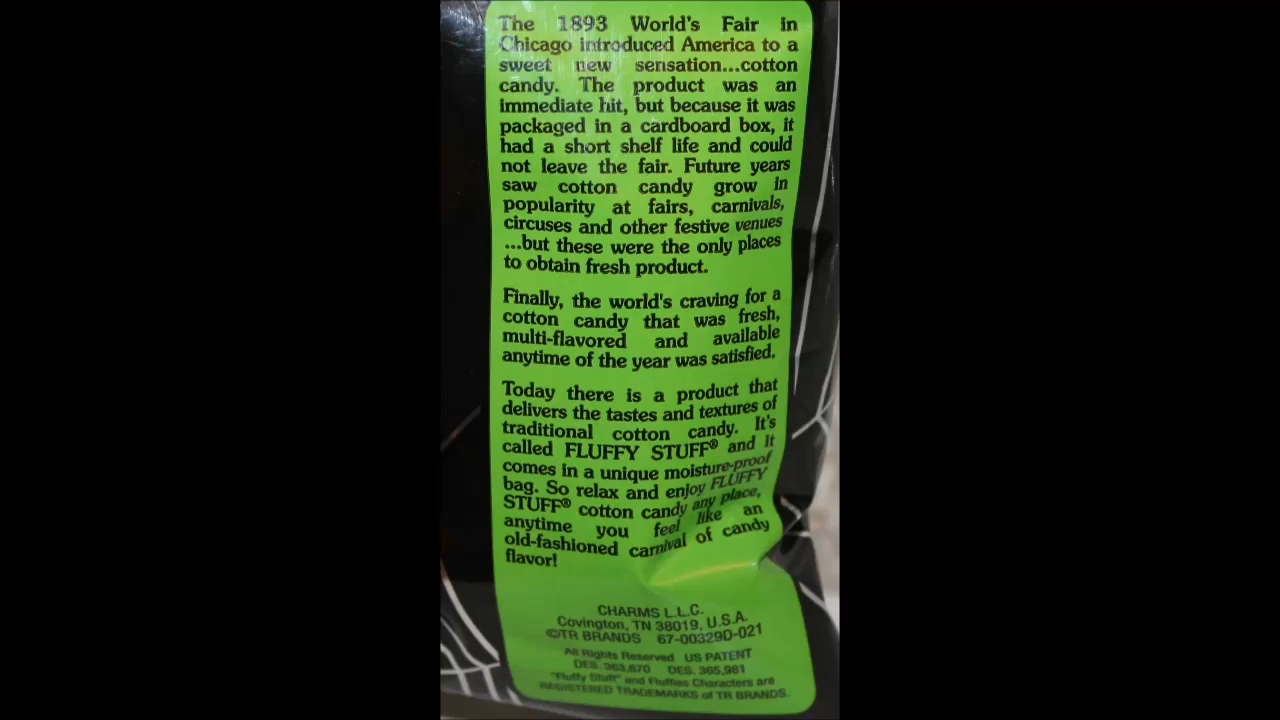 The 1893 World's Fair in
Chicago introduced America to a
sweet new sensation...cotton
candy. The product was an
immediate hit, but because it was
packaged in a cardboard box, it
had a short shelf life and could
not leave the fair. Future years
saw cotton candy grow in
popularity at fairs, carnivals,
circuses and other festive venues
...but these were the only places
to obtain fresh product.
Finally, the world's craving for a
cotton candy that was fresh,
multi-flavored and available
anytime of the year was satisfied.
Today there is a product that
delivers the tastes and textures of
traditional cotton candy. It's
called FLUFFY STUFF® and it
comes in a unique moisture-proof
bag. So relax and enjoy FLUFFY
STUFF® cotton candy any place,
anytime you feel like an
old-fashioned carnival of candy
flavor!
CHARMS L.L.C.
Covington, TN 38019, U.S.A.
©TR BRANDS 67-00329D-021
All Rights Reserved US PATENT
DES. 363,670 DES. 365,981
"Fluffy Stuff" and Fluffies Characters are
REGISTERED TRADEMARKS of TR BRANDS.